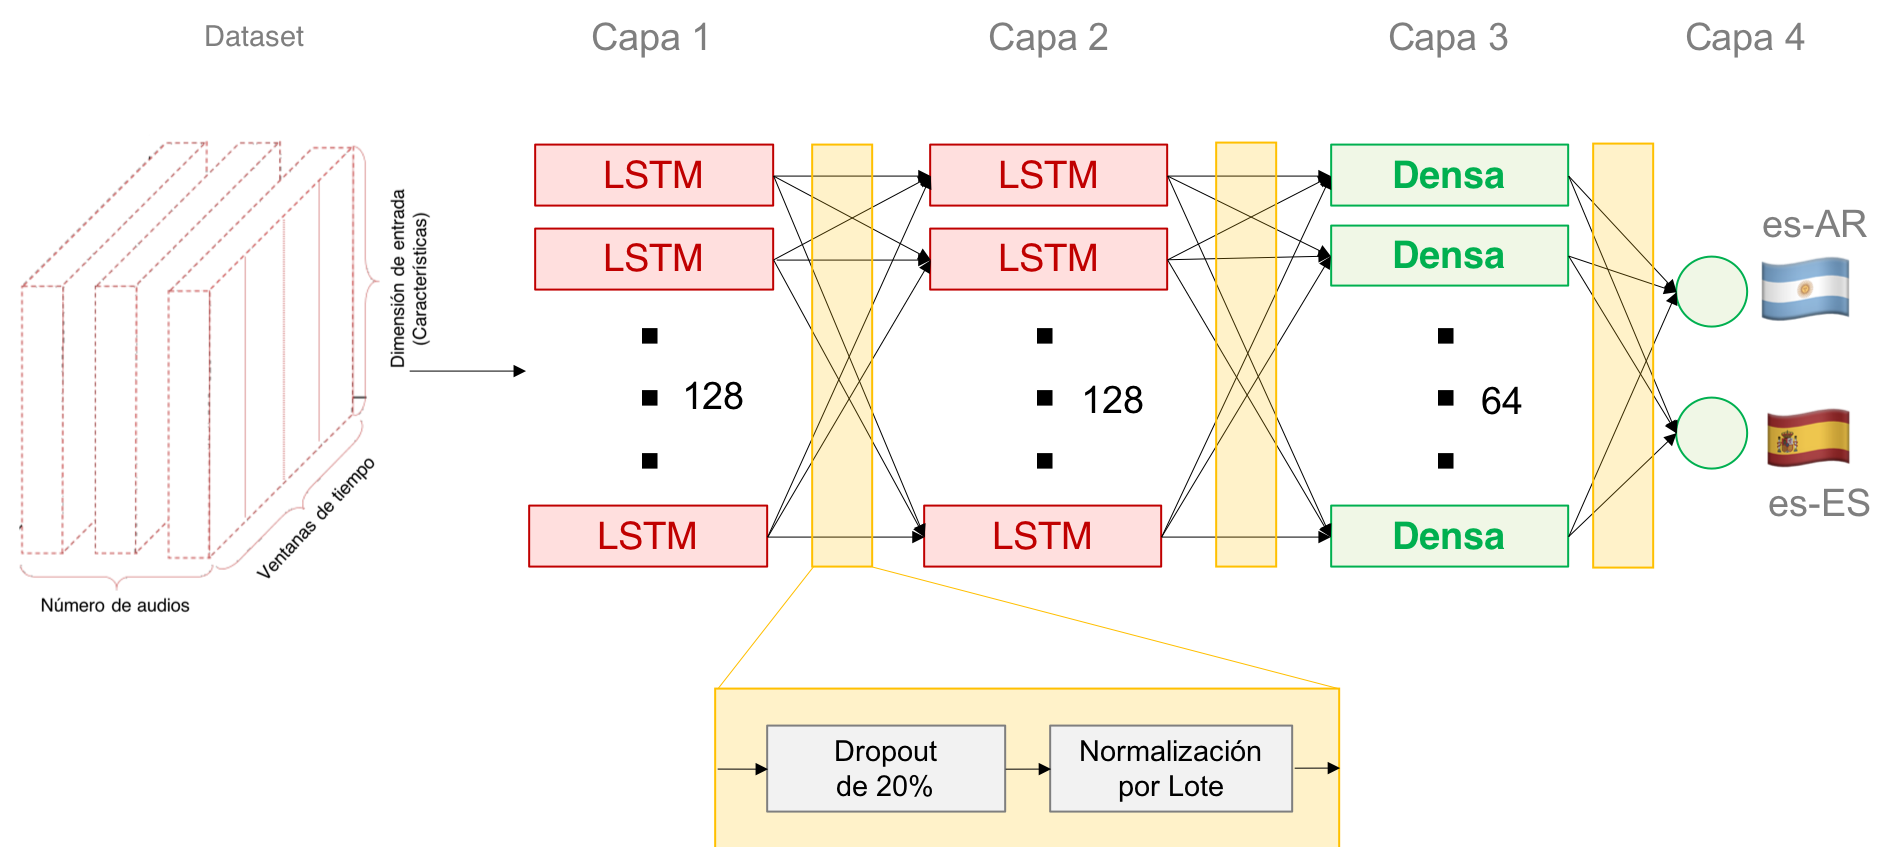 Dataset
Capa 1
Capa 2
Capa 3
Capa 4
Dimensión de entrada
(Características)
Ventanas de tiempo
Número de audios
LSTM
LSTM
128
LSTM
LSTM
LSTM
128
LSTM
Densa
Densa
64
Densa
es-AR
es-ES
Dropout
de 20%
Normalización
por Lote